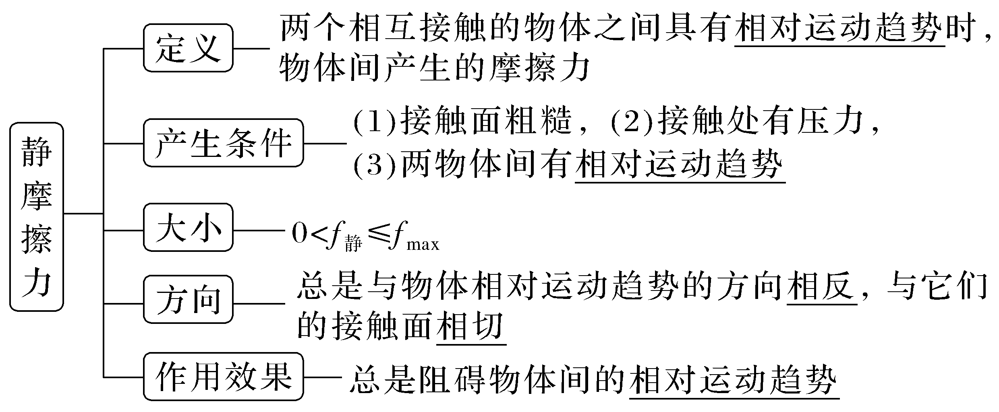 静摩擦力
定义
两个相互接触的物体之间具有相对运动趋势时，
物体间产生的摩擦力
产生条件
(1)接触面粗糙，(2)接触处有压力，
(3)两物体间有相对运动趋势
大小
0<f静≤fmax
方向
总是与物体相对运动趋势的方向相反，与它们
的接触面相切
作用效果
总是阻碍物体间的相对运动趋势